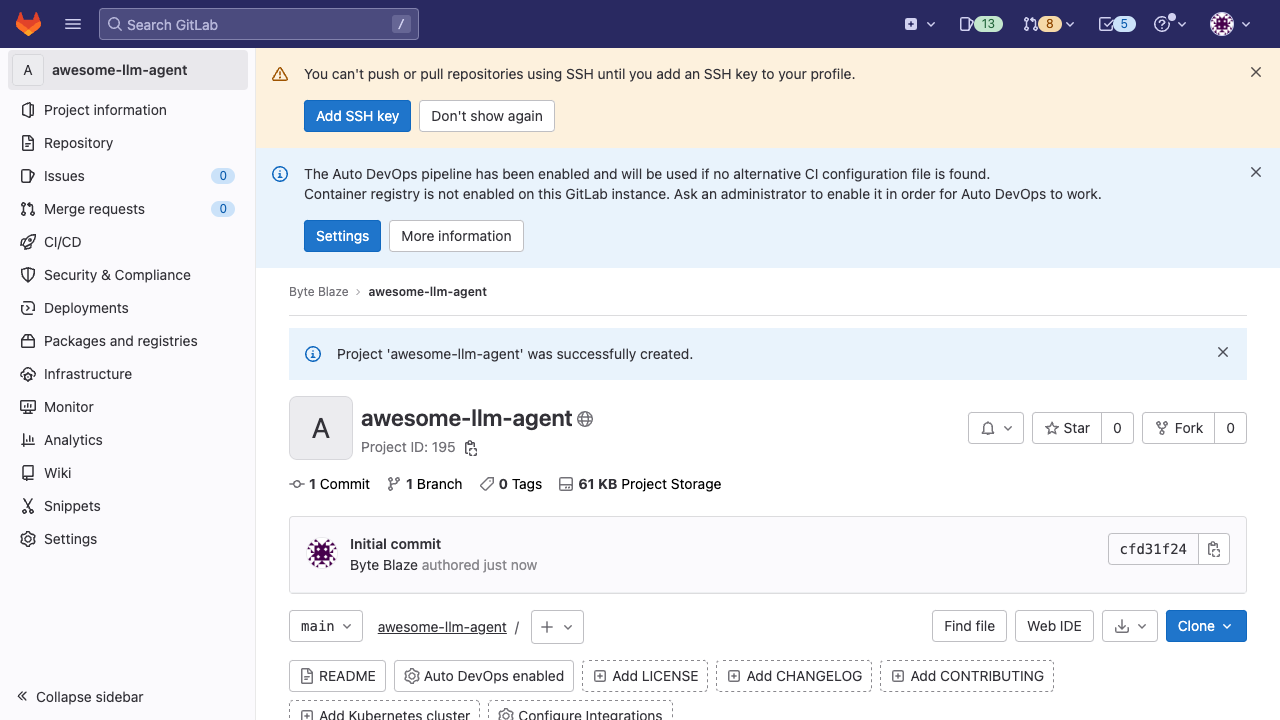 Search GitLab /
13
8
5
A awesome-llm-agent
Project information
Repository
Issues 0
Merge requests 0
CI/CD
Security & Compliance
Deployments
Packages and registries
Infrastructure
Monitor
Analytics
Wiki
Snippets
Settings
Collapse sidebar
You can't push or pull repositories using SSH until you add an SSH key to your profile.
Add SSH key Don't show again
The Auto DevOps pipeline has been enabled and will be used if no alternative CI configuration file is found.
Container registry is not enabled on this GitLab instance. Ask an administrator to enable it in order for Auto DevOps to work.
Settings More information
Byte Blaze awesome-llm-agent
Project 'awesome-llm-agent' was successfully created.
A
awesome-llm-agent
Project ID: 195
Star 0 Fork 0
1 Commit 1 Branch 0 Tags 61 KB Project Storage
Initial commit
Byte Blaze authored just now
cfd31f24
main awesome-llm-agent / Find file Web IDE Clone
README Auto DevOps enabled Add LICENSE Add CHANGELOG Add CONTRIBUTING
Add Kubernetes cluster Configure Integrations